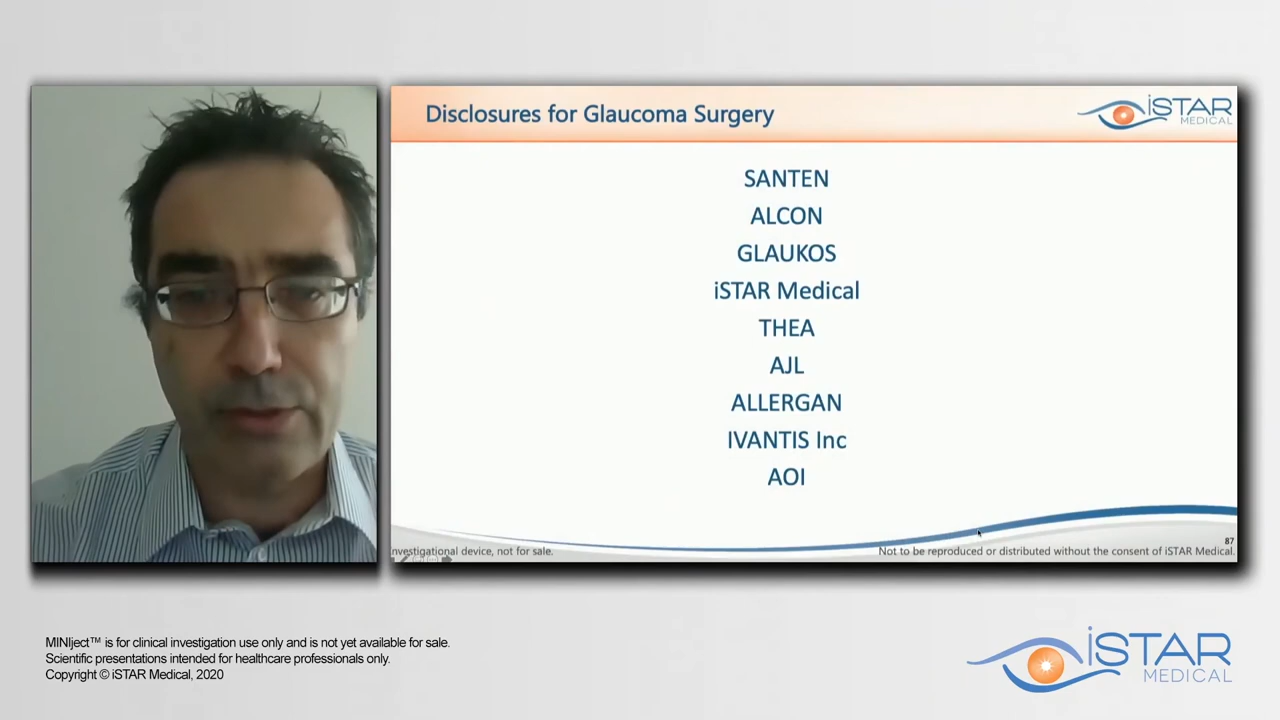 Disclosures for Glaucoma Surgery
iSTAR
MEDICAL
SANTEN
ALCON
GLAUKOS
iSTAR Medical
THEA
AJL
ALLERGAN
IVANTIS Inc
AOI
87
nvestigational device, not for sale.
Not to be reproduced or distributed without the consent of iSTAR Medical.
MINIject™ is for clinical investigation use only and is not yet available for sale.
Scientific presentations intended for healthcare professionals only.
Copyright © iSTAR Medical, 2020
iSTAR
MEDICAL